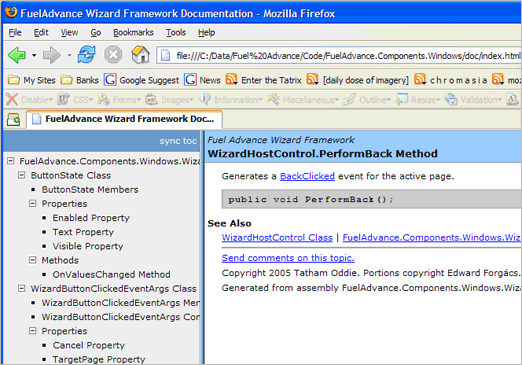 FuelAdvance Wizard Framework Documentation - Mozilla Firefox
File Edit View Go Bookmarks Tools Help
file:///C:/Data/Fuel%20Advance/Code/FuelAdvance.Components.Windows/doc/index.html
My Sites Banks Google Suggest News Enter the Tatrix [daily dose of imagery] c h r o m a s i a
Disable CSS Forms Images Information Miscellaneous Outline Resize Validation
FuelAdvance Wizard Framework Doc...
sync toc
FuelAdvance.Components.Windows.Wiza
ButtonState Class
ButtonState Members
Properties
Enabled Property
Text Property
Visible Property
Methods
OnValuesChanged Method
WizardButtonClickedEventArgs Class
WizardButtonClickedEventArgs Mem
WizardButtonClickedEventArgs Con
Properties
Cancel Property
TargetPage Property
Fuel Advance Wizard Framework
WizardHostControl.PerformBack Method
Generates a BackClicked event for the active page.
public void PerformBack();
See Also
WizardHostControl Class | FuelAdvance.Components.Windows.Wiz
Send comments on this topic.
Copyright 2005 Tatham Oddie. Portions copyright Edward Forgács.
Generated from assembly FuelAdvance.Components.Windows.Wiza